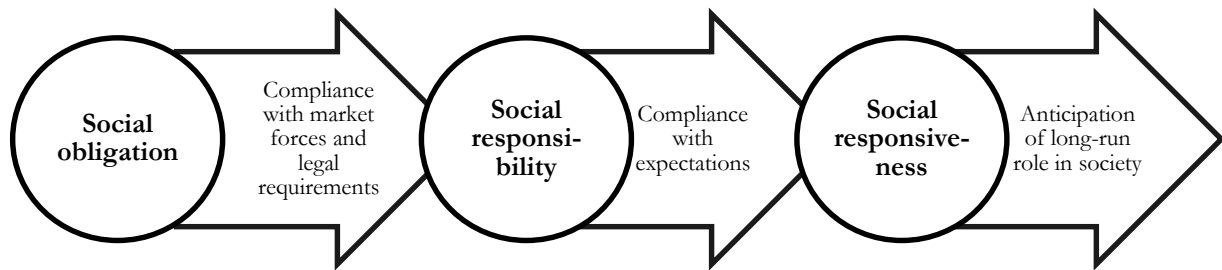 Social
obligation
Compliance
with market
forces and
legal
requirements
Social
responsi-
bility
Compliance
with
expectations
Social
responsive-
ness
Anticipation
of long-run
role in society